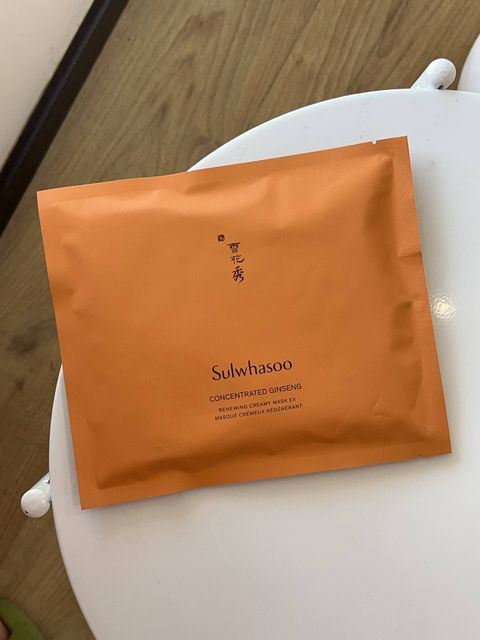 雪
花
秀
Sulwhasoo
CONCENTRATED GINSENG
RENEWING CREAMY MASK EX
MASQUE CRÉMEUX RÉGÉNÉRANT